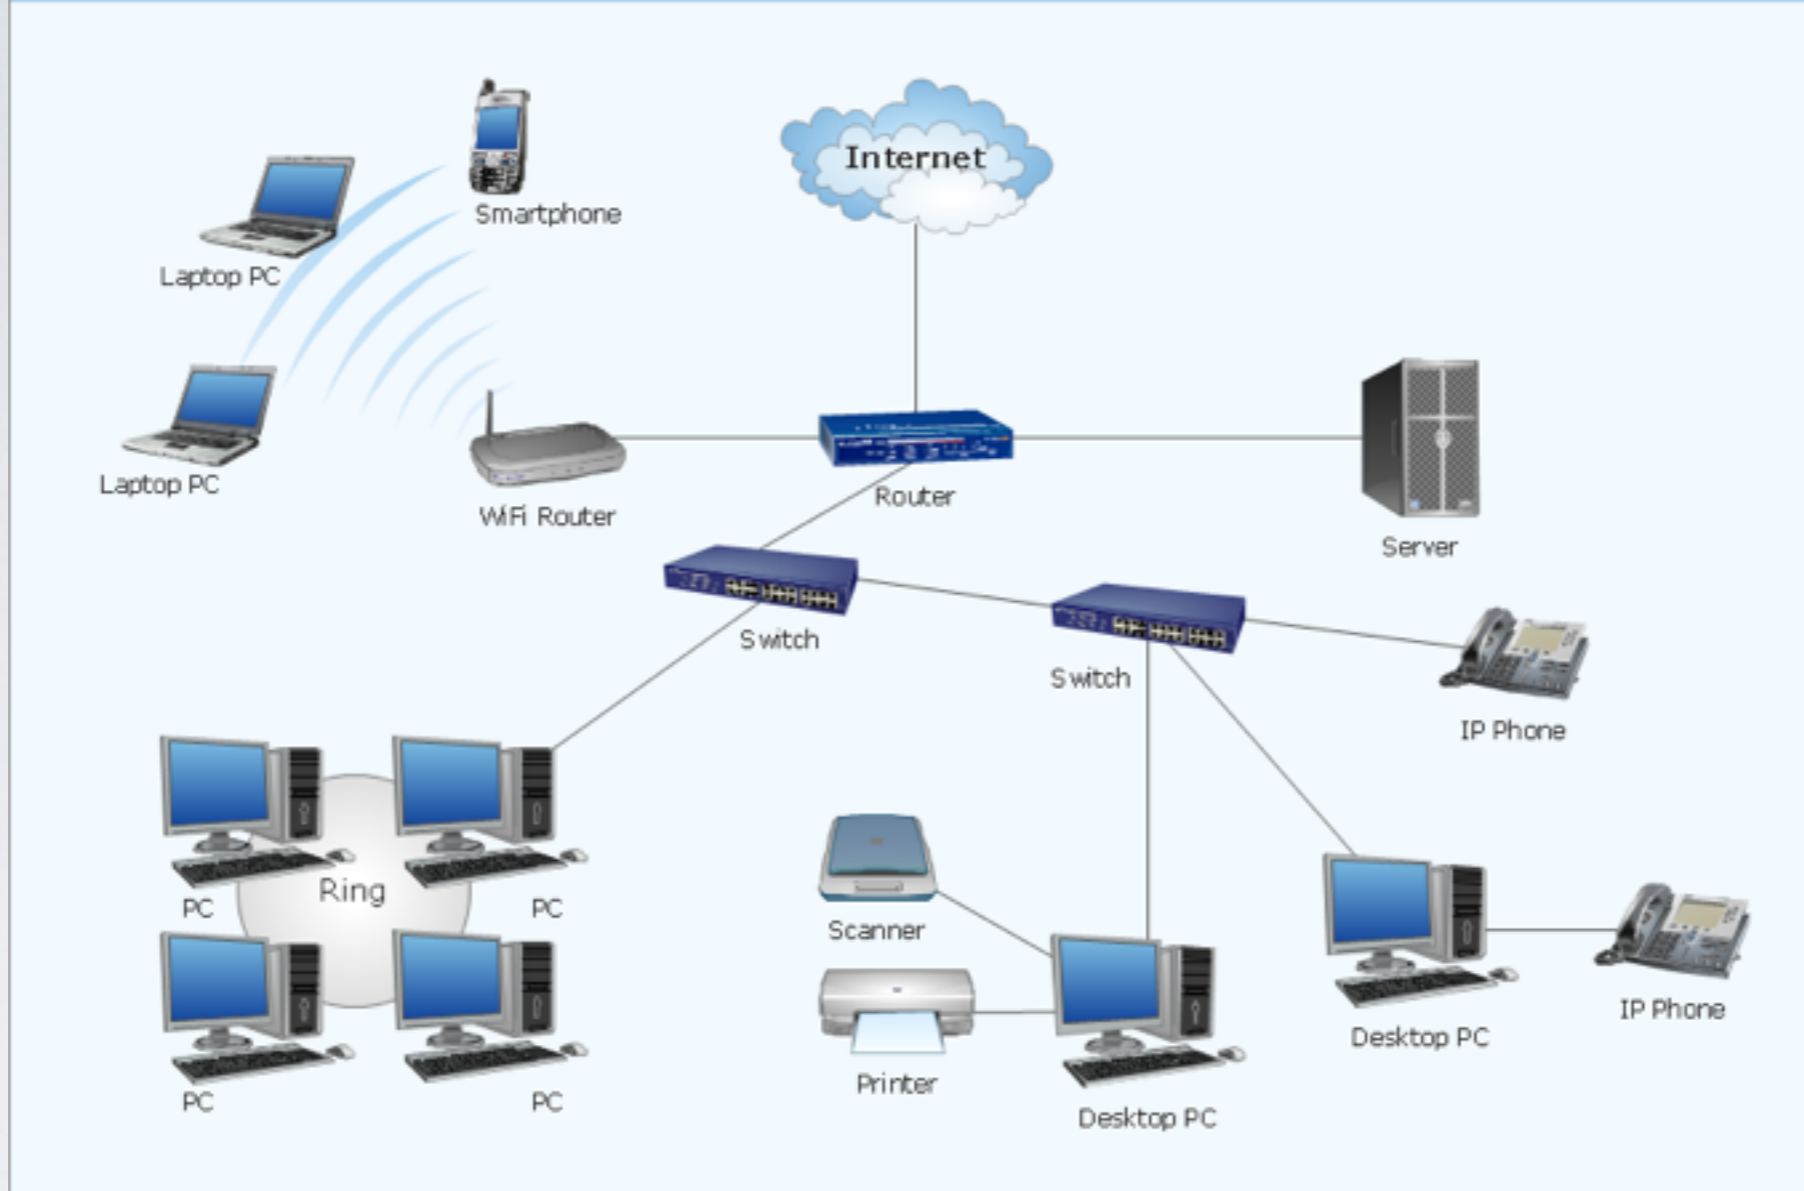 Internet
Smartphone
Laptop PC
Laptop PC
WiFi Router
Router
Server
Switch
Switch
IP Phone
Ring
PC
PC
PC
PC
Scanner
Printer
Desktop PC
Desktop PC
IP Phone